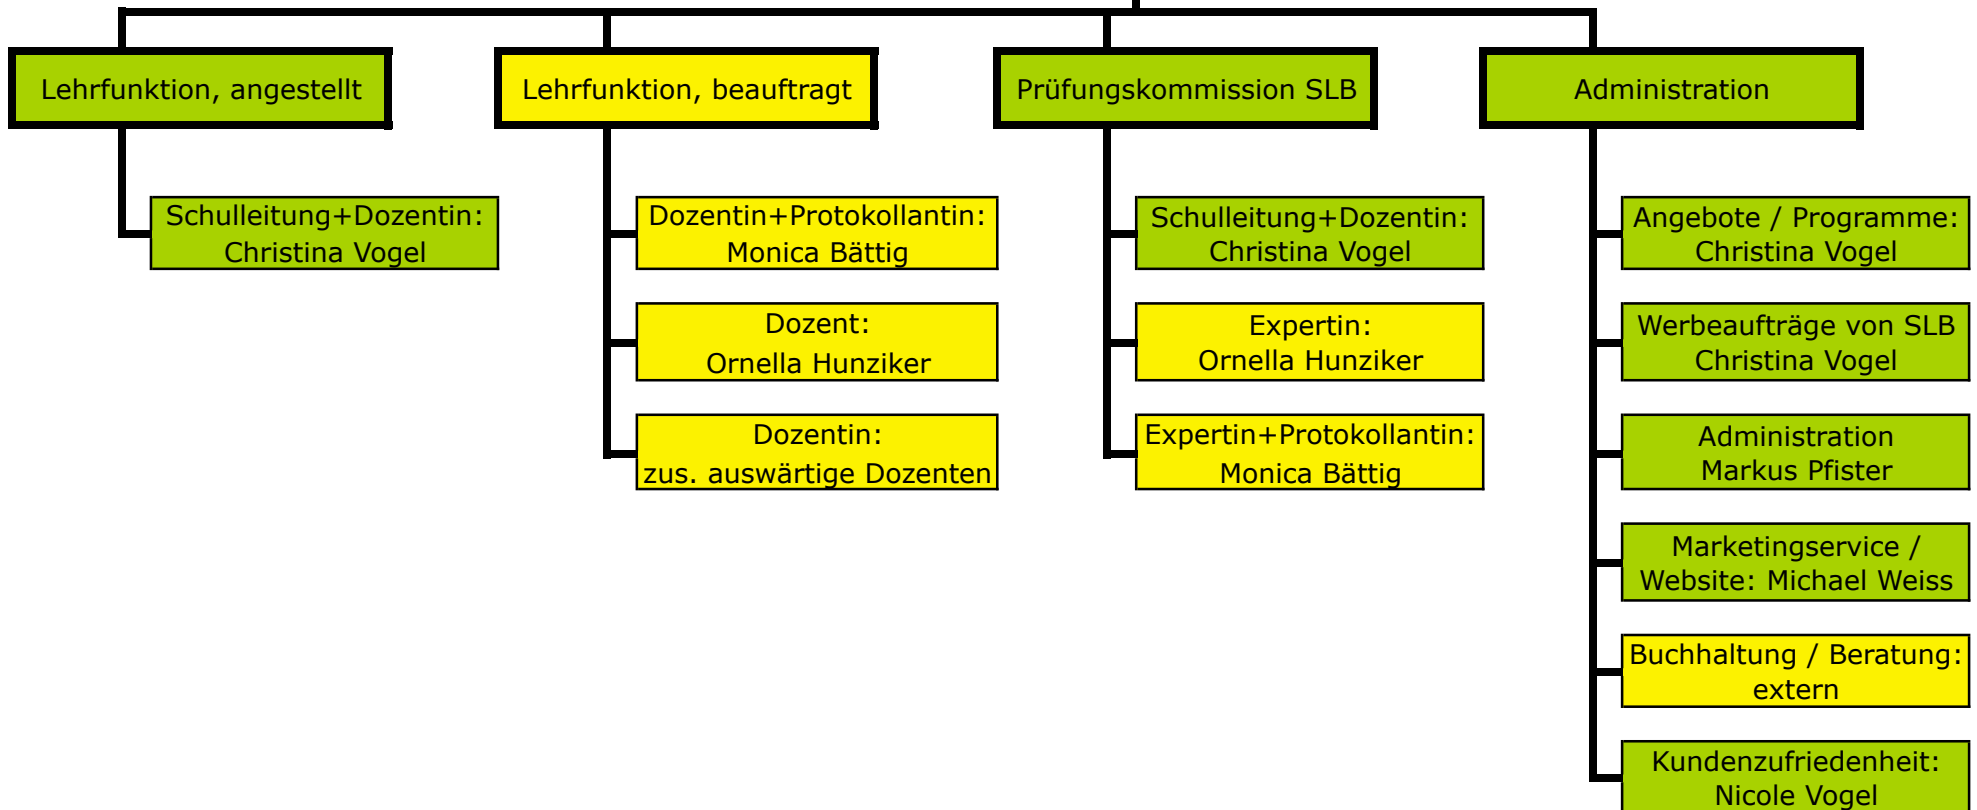 Lehrfunktion, angestellt
Lehrfunktion, beauftragt
Prüfungskommission SLB
Administration
Schulleitung+Dozentin:
Christina Vogel
Dozentin+Protokollantin:
Monica Bättig
Dozent:
Ornella Hunziker
Dozentin:
zus. auswärtige Dozenten
Schulleitung+Dozentin:
Christina Vogel
Expertin:
Ornella Hunziker
Expertin+Protokollantin:
Monica Bättig
Angebote / Programme:
Christina Vogel
Werbeaufträge von SLB
Christina Vogel
Administration
Markus Pfister
Marketingservice /
Website: Michael Weiss
Buchhaltung / Beratung:
extern
Kundenzufriedenheit:
Nicole Vogel